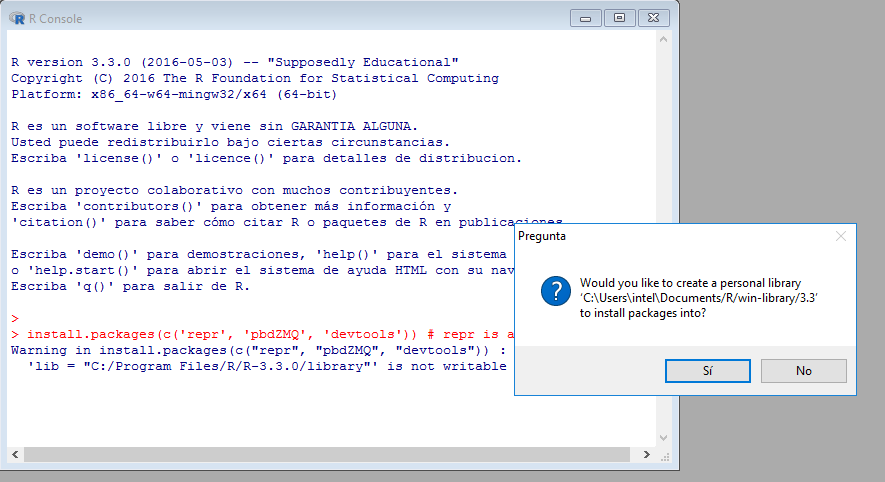 R Console
R version 3.3.0 (2016-05-03) -- "Supposedly Educational"
Copyright (C) 2016 The R Foundation for Statistical Computing
Platform: x86_64-w64-mingw32/x64 (64-bit)
R es un software libre y viene sin GARANTIA ALGUNA.
Usted puede redistribuirlo bajo ciertas circunstancias.
Escriba 'license()' o 'licence()' para detalles de distribucion.
R es un proyecto colaborativo con muchos contribuyentes.
Escriba 'contributors()' para obtener más información y
'citation()' para saber cómo citar R o paquetes de R en publicaciones
Escriba 'demo()' para demostraciones, 'help()' para el sistema
o 'help.start()' para abrir el sistema de ayuda HTML con su nav
Escriba 'q()' para salir de R.
>
> install.packages(c('repr', 'pbdZMQ', 'devtools')) # repr is a
Warning in install.packages(c("repr", "pbdZMQ", "devtools")) :
'lib = "C:/Program Files/R/R-3.3.0/library"' is not writable
Pregunta
Would you like to create a personal library
'C:\Users\intel\Documents/R/win-library/3.3'
to install packages into?
Sí
No